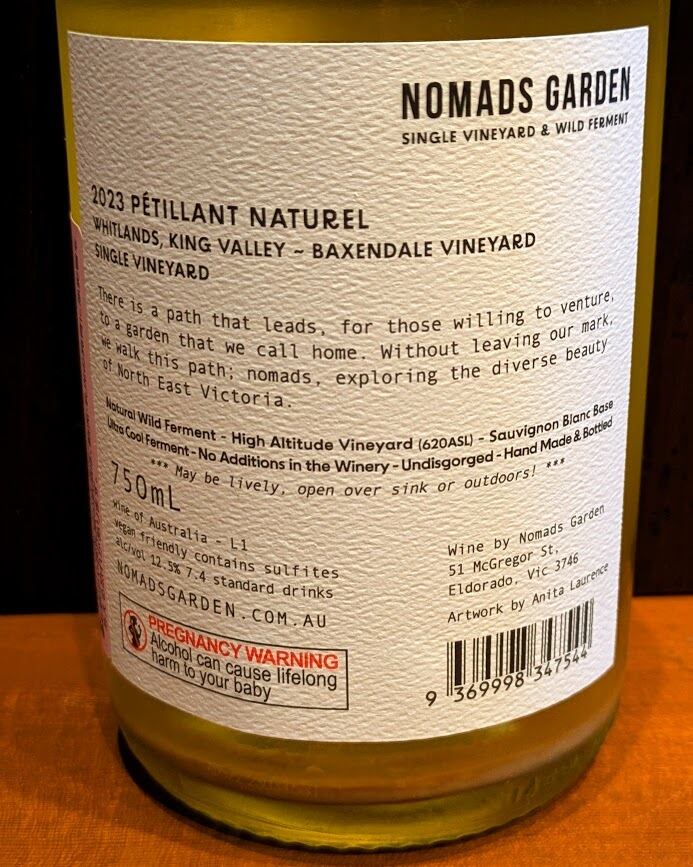 NOMADS GARDEN
SINGLE VINEYARD & WILD FERMENT
2023 PÉTILLANT NATUREL
WHITLANDS, KING VALLEY ~ BAXENDALE VINEYARD
SINGLE VINEYARD
There is a path that leads, for those willing to venture,
to a garden that we call home. Without leaving our mark,
we walk this path; nomads, exploring the diverse beauty
of North East Victoria.
Natural Wild Ferment - High Altitude Vineyard (620ASL) - Sauvignon Blanc Base
Ultra Cool Ferment - No Additions in the Winery - Undisgorged - Hand Made & Bottled
*** May be lively, open over sink or outdoors! ***
750mL
Wine of Australia - L1
vegan friendly contains sulfites
alc/vol 12.5% 7.4 standard drinks
NOMADSGARDEN.COM.AU
PREGNANCY WARNING
Alcohol can cause lifelong
harm to your baby
Wine by Nomads Garden
51 McGregor St,
Eldorado. Vic 3746
Artwork by Anita Laurence
9 369998 347544